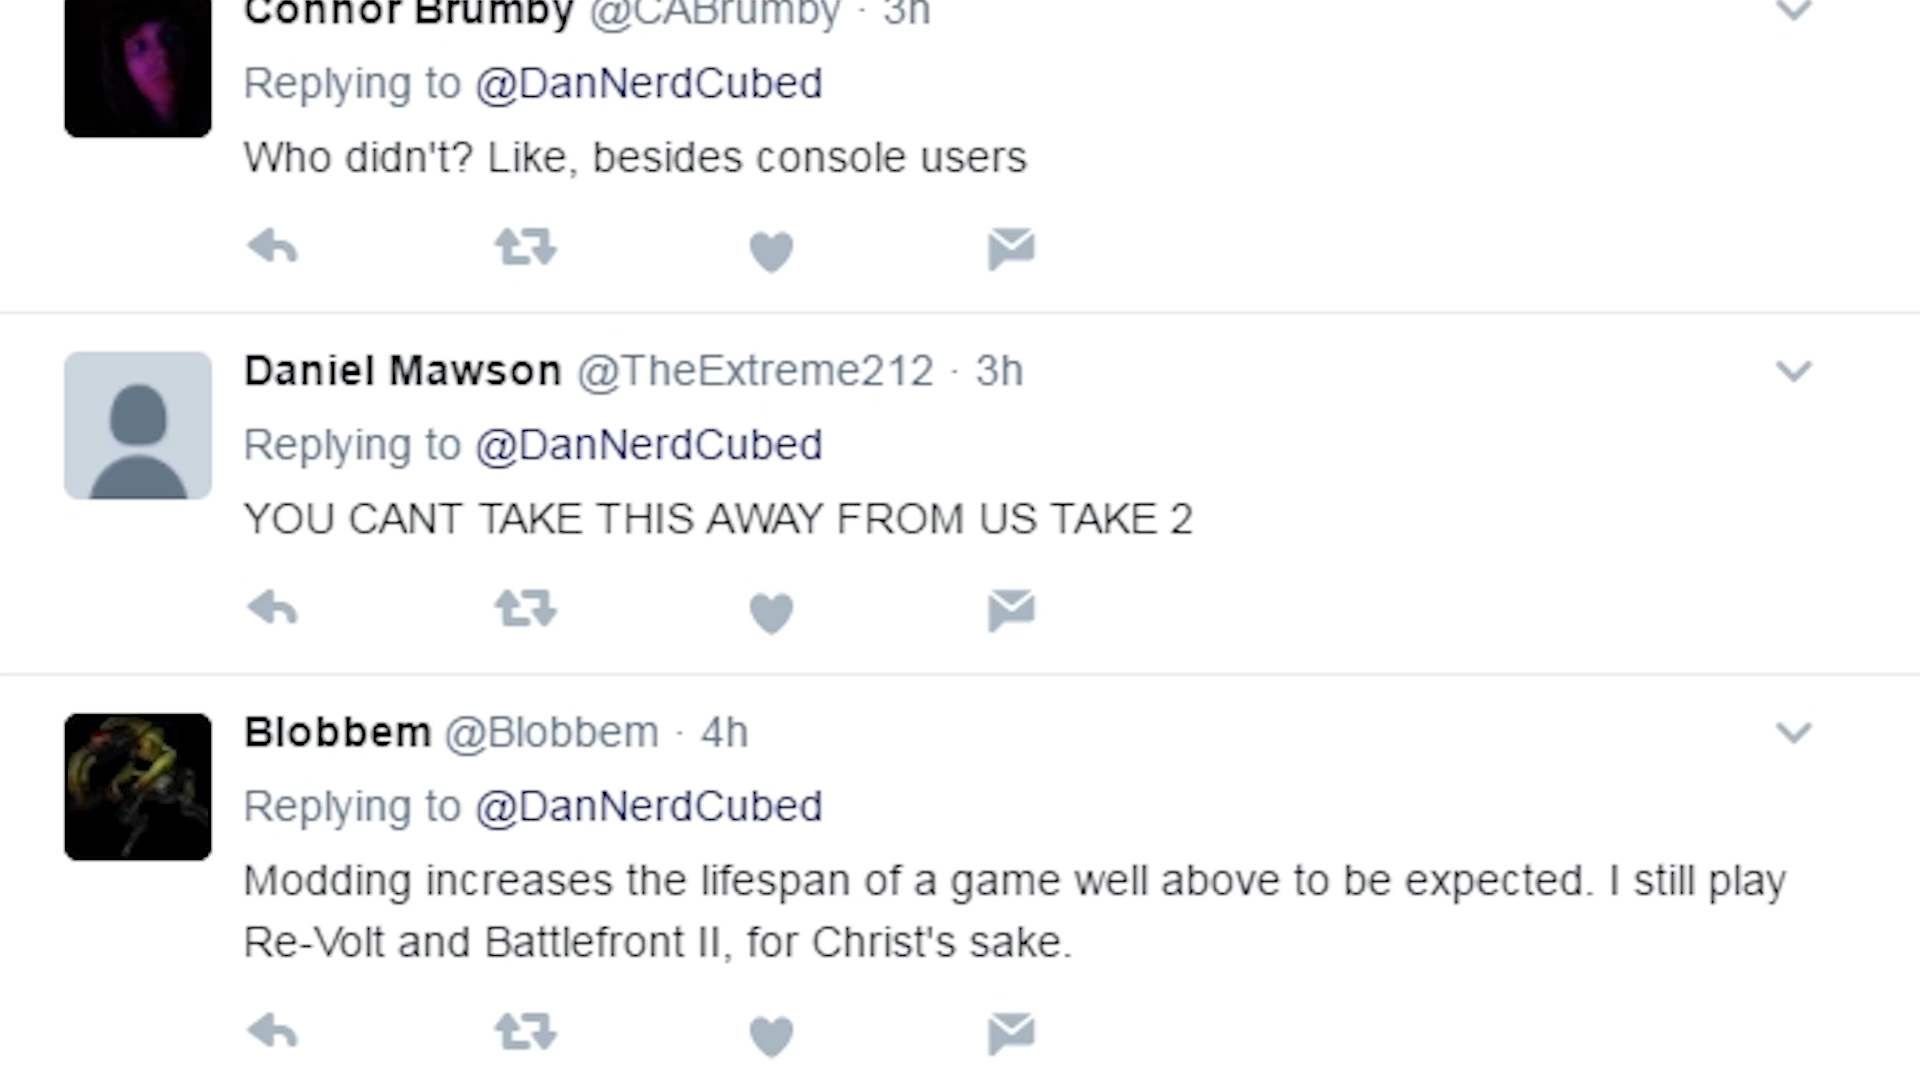 Connor Brumby @CABrumby · 3h
Replying to @DanNerdCubed
Who didn't? Like, besides console users
Daniel Mawson @TheExtreme212 · 3h
Replying to @DanNerdCubed
YOU CANT TAKE THIS AWAY FROM US TAKE 2
Blobbem @Blobbem · 4h
Replying to @DanNerdCubed
Modding increases the lifespan of a game well above to be expected. I still play
Re-Volt and Battlefront II, for Christ's sake.